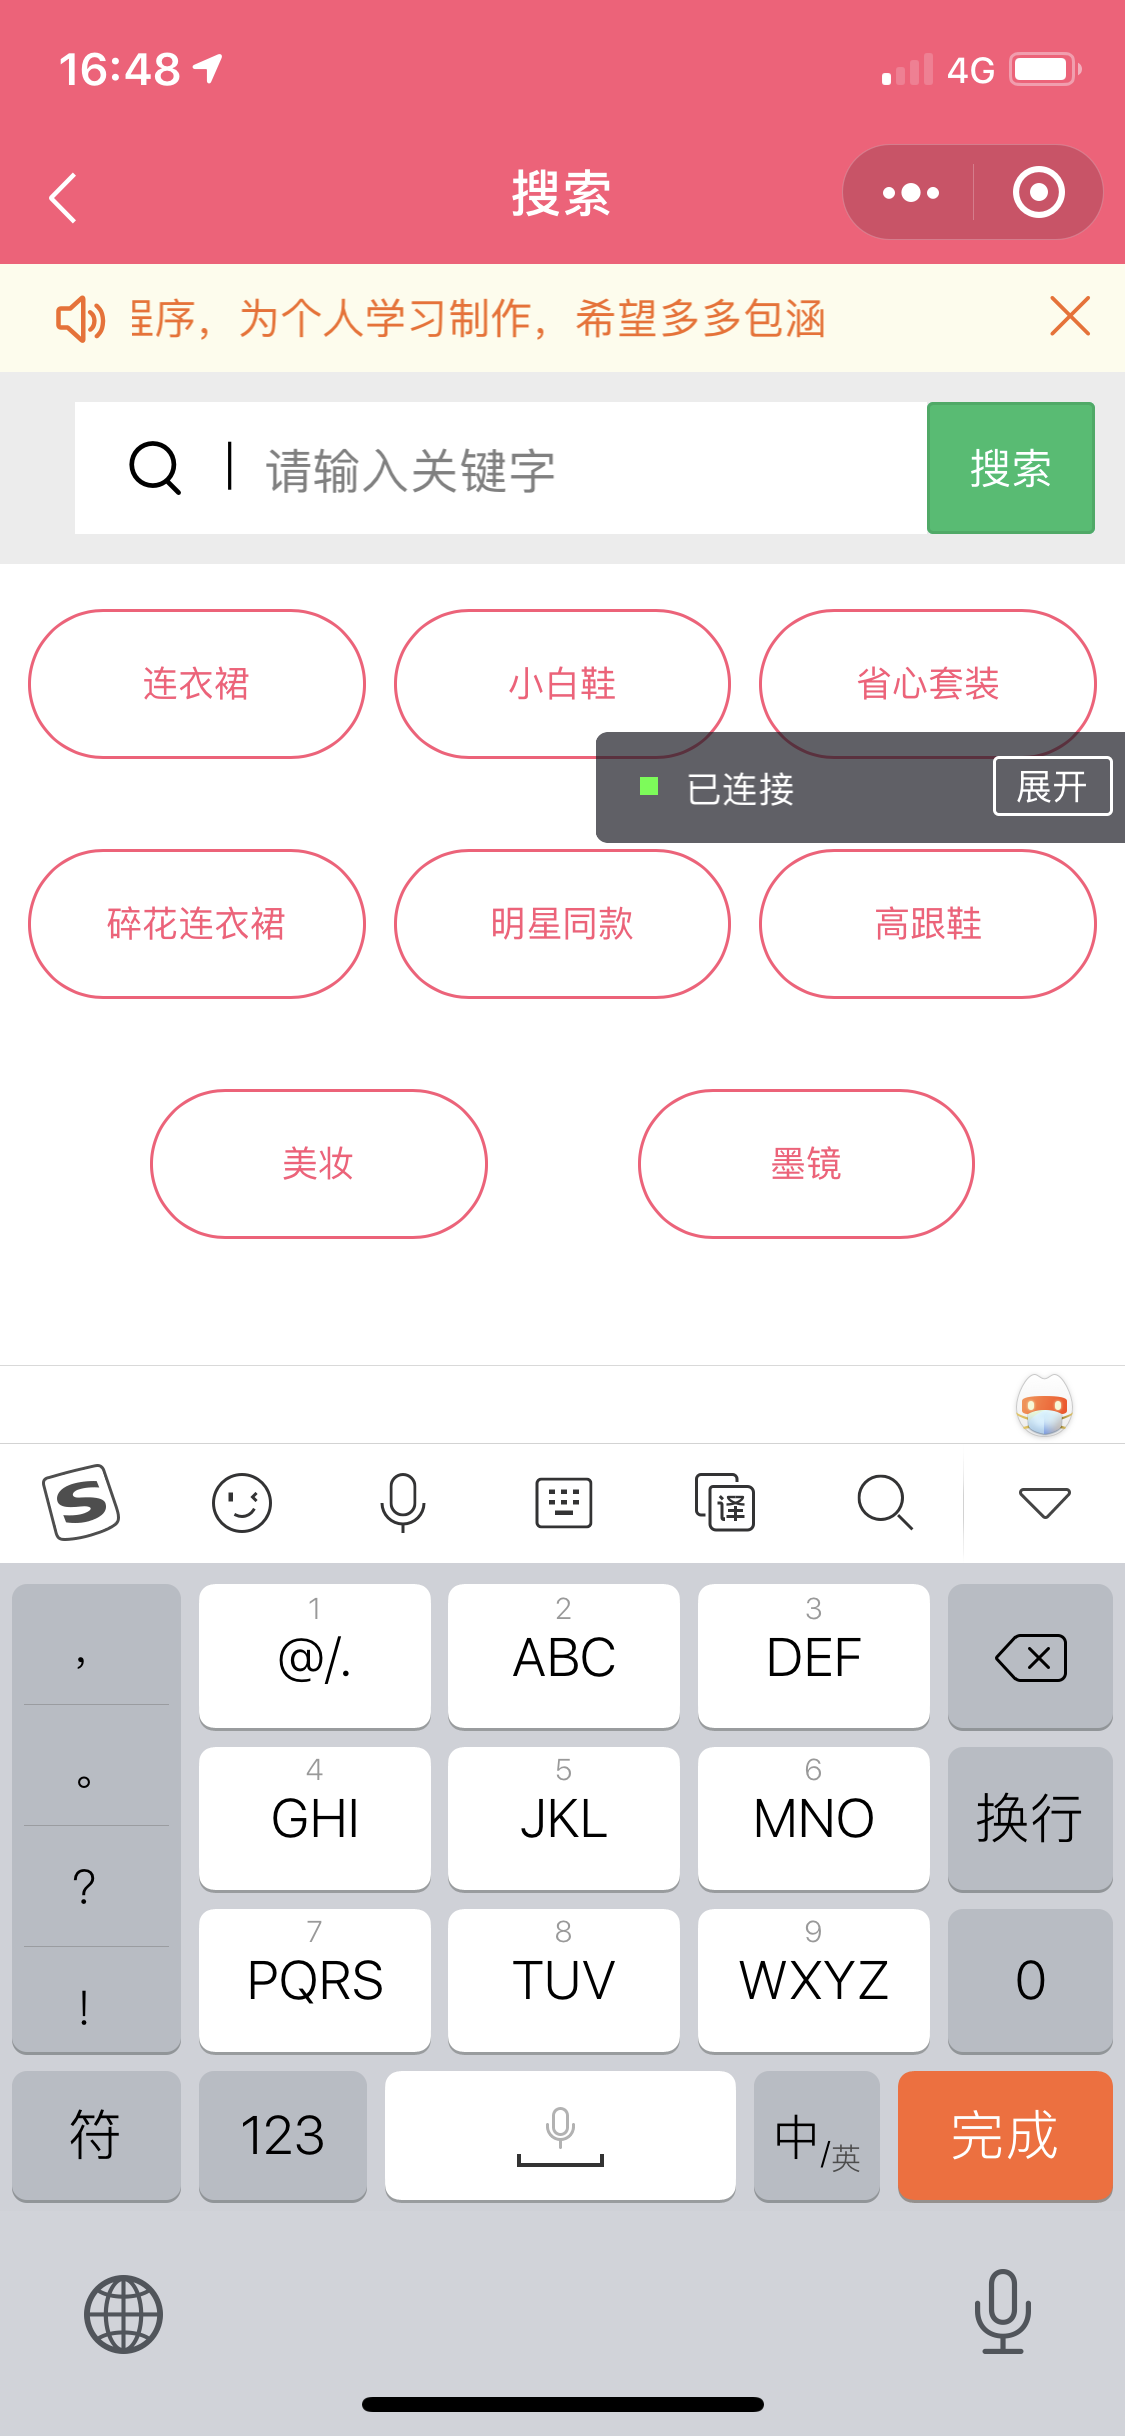 16:48
4G
搜索
程序，为个人学习制作，希望多多包涵
请输入关键字
搜索
连衣裙
小白鞋
省心套装
已连接
展开
碎花连衣裙
明星同款
高跟鞋
美妆
墨镜
S
译
，
1
@/.
2
ABC
3
DEF
。
4
GHI
5
JKL
6
MNO
换行
?
7
PQRS
8
TUV
9
WXYZ
0
!
符
123
中/英
完成